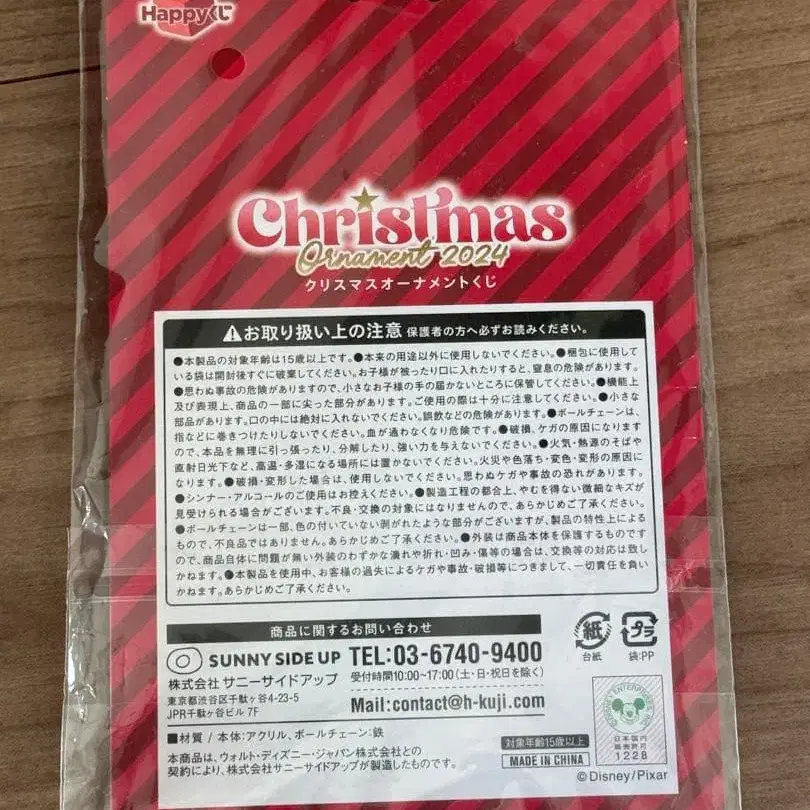 Happyくじ
Christmas
Ornament 2024
クリスマスオーナメントくじ
お取り扱い上の注意 保護者の方へ必ずお読みください。
●本製品の対象年齢は15歳以上です。●本来の用途以外に使用しないでください。●梱包に使用して
いる袋は開封後すぐに破棄してください。お子様が被ったり口に入れたりすると、窒息の危険があります。
●思わぬ事故の危険がありますので、小さなお子様の手の届かないところに保管してください。●機能上
及び表現上、商品の一部に尖った部分があります。ご使用の際は十分に注意してください。●小さな
部品があります。口の中には絶対に入れないでください。誤飲などの危険があります。●ボールチェーンは、
指などに巻きつけたりしないでください。血が通わなくなり危険です。●破損、ケガの原因になります
ので、本品を無理に引っ張ったり、分解したり、強い力を与えないでください。●火気・熱源のそばや
直射日光下など、高温・多湿になる場所には置かないでください。火災や色落ち・変色・変形の原因に
なります。●破損・変形した場合は、使用しないでください。思わぬケガや事故の恐れがあります。
●シンナー・アルコールのご使用はお控えください。●製造工程の都合上、やむを得ない微細なキズが
見受けられる場合がございます。不良・交換の対象にはなりませんので、あらかじめご了承ください。
●ボールチェーンは一部、色の付いていない剥がれたような部分がございますが、製品の特性上による
もので、不良品ではありません。あらかじめご了承ください。●外装は商品本体を保護するものです
ので、商品自体に問題が無い外装のわずかな潰れや折れ・凹み・傷等の場合は、交換等の対応は致し
かねます。●本製品を使用中、お客様の過失によるケガや事故・破損等につきまして、一切責任を負い
かねます。あらかじめご了承ください。
商品に関するお問い合わせ
SUNNY SIDE UP
株式会社 サニーサイドアップ
東京都渋谷区千駄ヶ谷4-23-5
JPR千駄ヶ谷ビル 7F
TEL:03-6740-9400
受付時間10:00~17:00(土・日・祝日を除く)
Mail:contact@h-kuji.com
紙
台紙
プラ
袋:PP
■材質 / 本体:アクリル、ボールチェーン:鉄
本商品は、ウォルト・ディズニー・ジャパン株式会社との
契約により、株式会社サニーサイドアップが製造したものです。
対象年齢15歳以上
MADE IN CHINA
日本国内
販売許可
1228
©Disney/Pixar